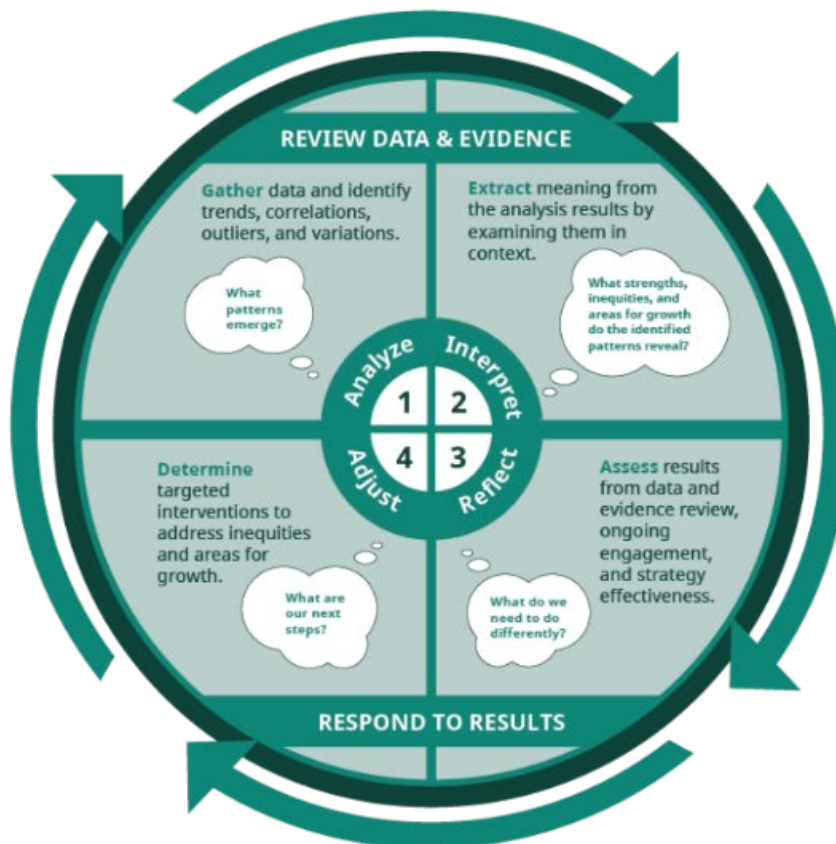 REVIEW DATA & EVIDENCE
Gather data and identify
trends, correlations,
outliers, and variations.
What
patterns
emerge?
Extract meaning from
the analysis results by
examining them in
context.
What strengths,
inequities, and
areas for growth
do the identified
patterns reveal?
Analyze
Interpret
1
2
4
3
Adjust
Reflect
Determine
targeted
interventions to
address inequities
and areas for
growth.
What are
our next
steps?
Assess results
from data and
evidence review,
ongoing
engagement,
and strategy
effectiveness.
What do we
need to do
differently?
RESPOND TO RESULTS